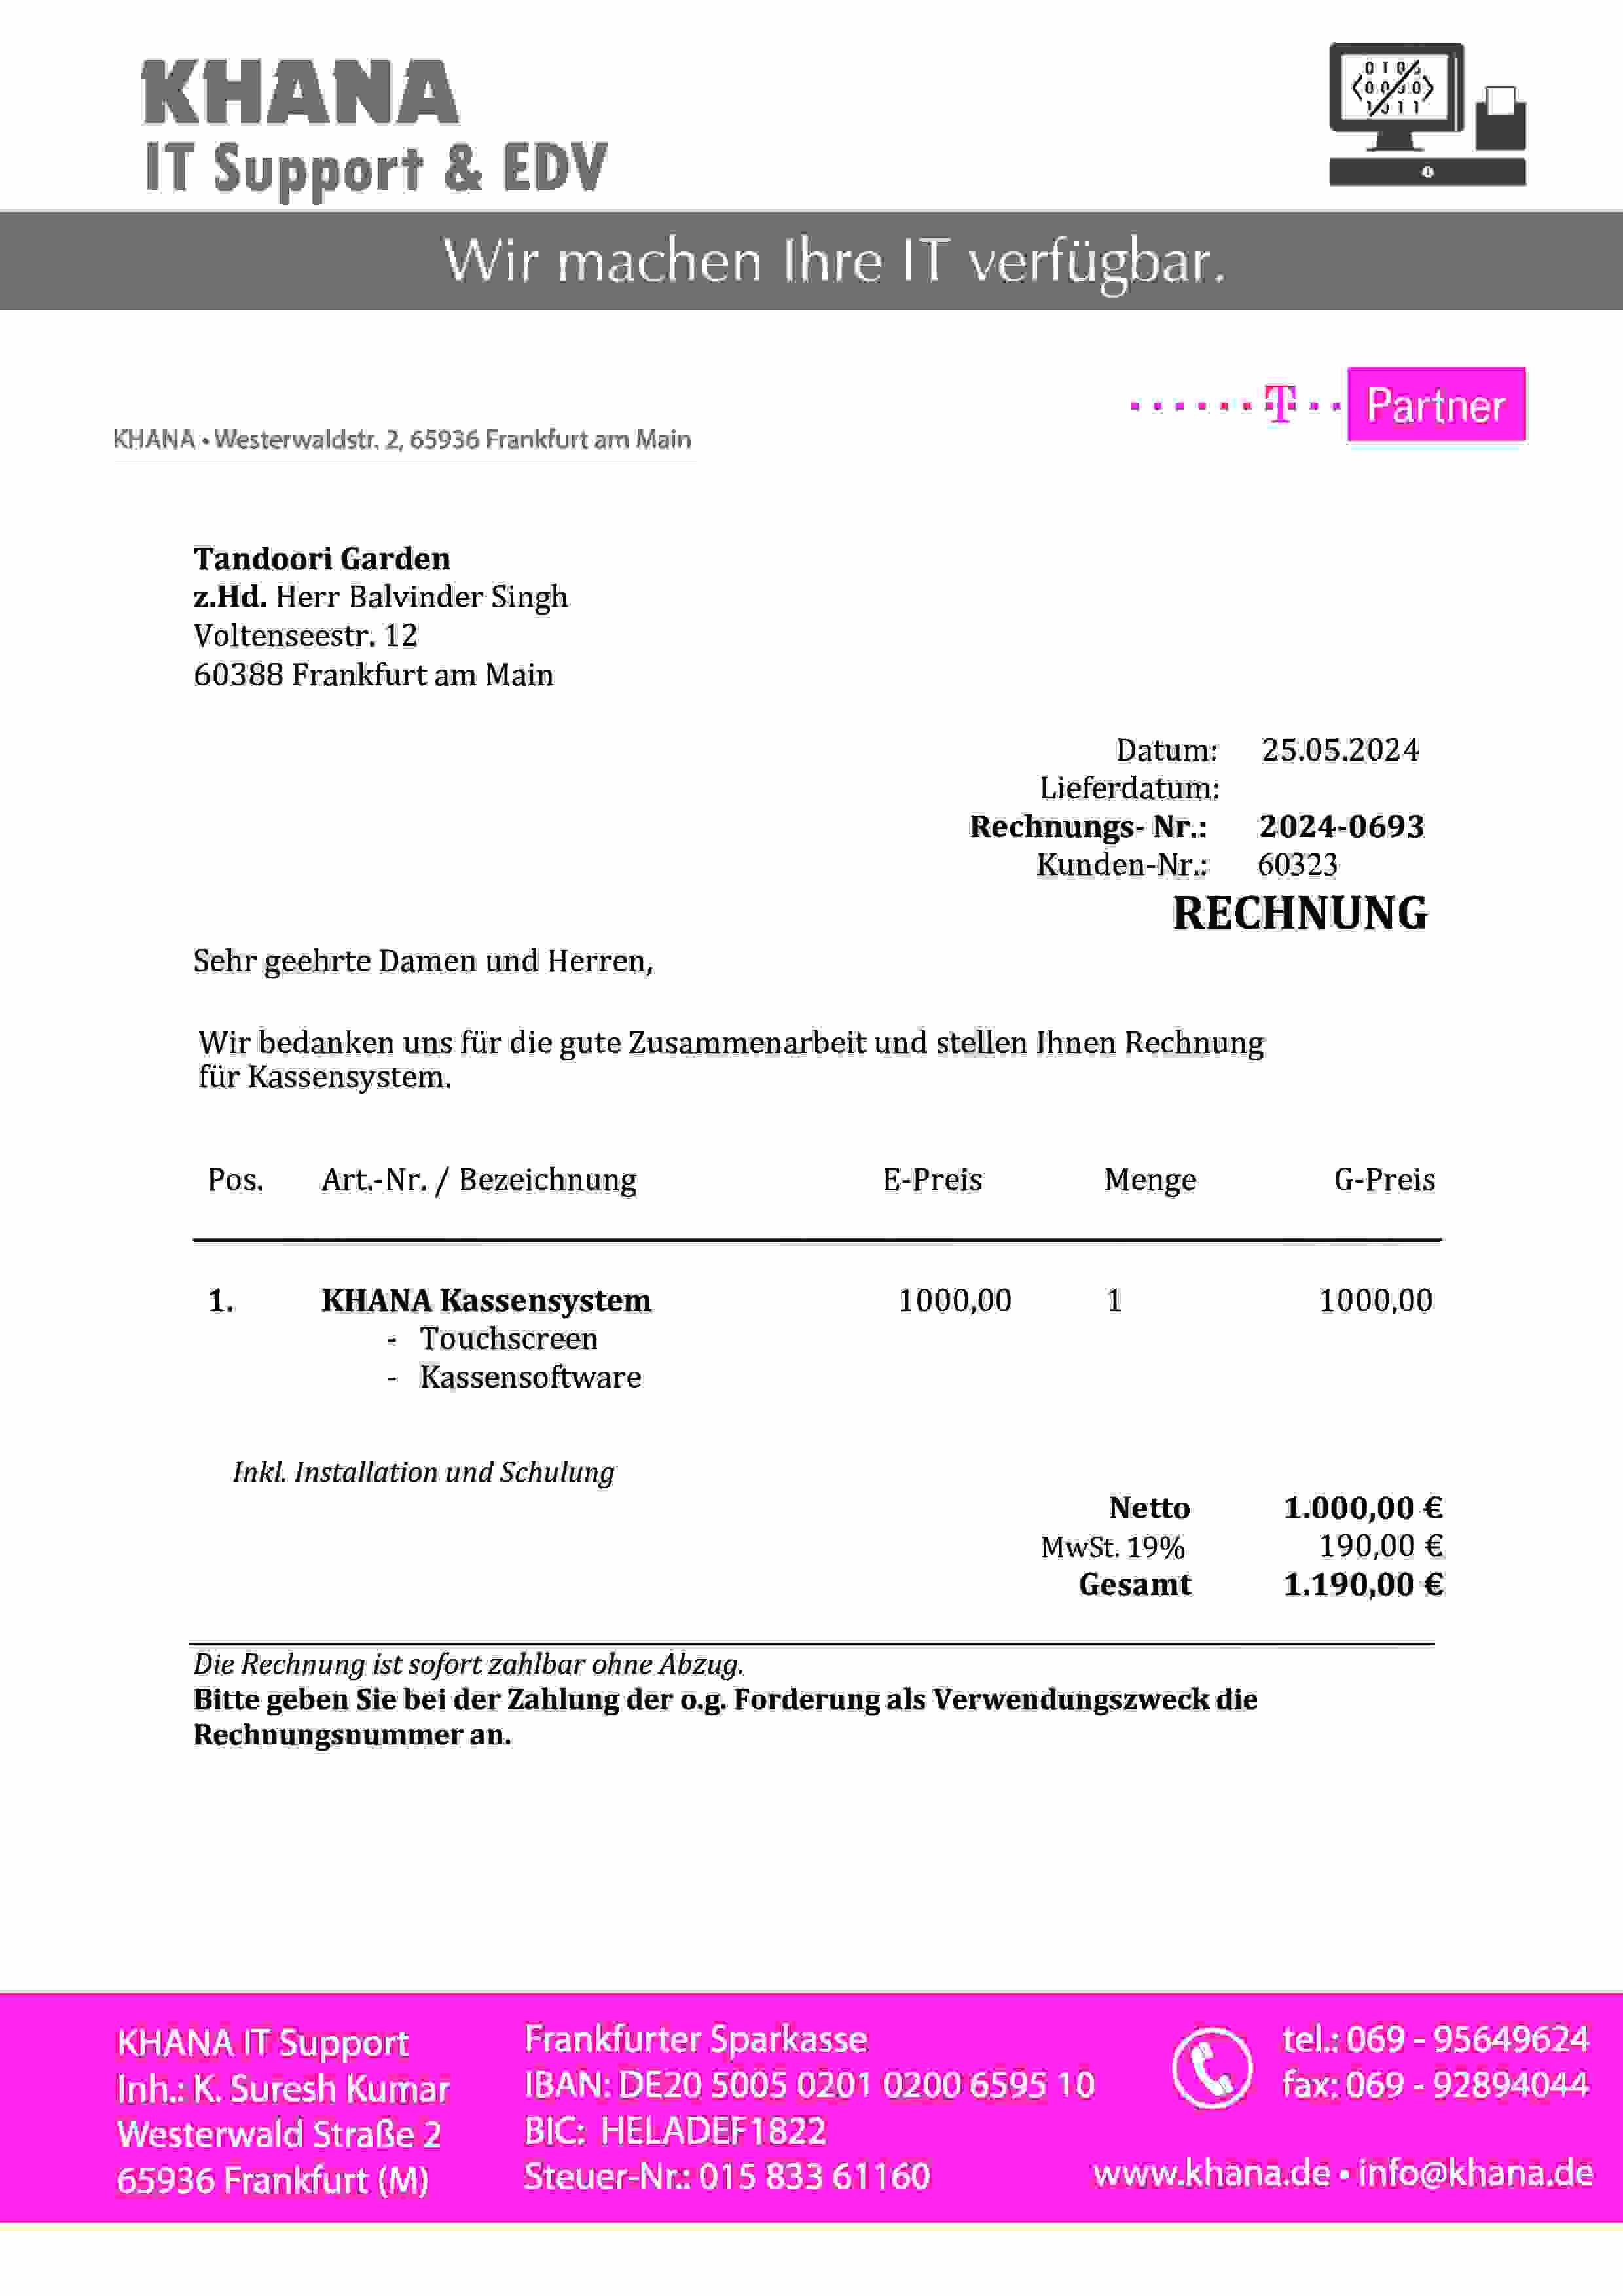 KHANA
IT Support & EDV
Wir machen Ihre IT verfügbar.
T Partner
KHANA • Westerwaldstr. 2, 65936 Frankfurt am Main
Tandoori Garden
z.Hd. Herr Balvinder Singh
Voltenseestr. 12
60388 Frankfurt am Main
Datum: 25.05.2024
Lieferdatum:
Rechnungs- Nr.: 2024-0693
Kunden-Nr.: 60323
RECHNUNG
Sehr geehrte Damen und Herren,
Wir bedanken uns für die gute Zusammenarbeit und stellen Ihnen Rechnung
für Kassensystem.
Pos. Art.-Nr. / Bezeichnung E-Preis Menge G-Preis
1. KHANA Kassensystem 1000,00 1 1000,00
- Touchscreen
- Kassensoftware
Inkl. Installation und Schulung
Netto 1.000,00 €
MwSt. 19% 190,00 €
Gesamt 1.190,00 €
Die Rechnung ist sofort zahlbar ohne Abzug.
Bitte geben Sie bei der Zahlung der o.g. Forderung als Verwendungszweck die
Rechnungsnummer an.
KHANA IT Support
Inh.: K. Suresh Kumar
Westerwald Straße 2
65936 Frankfurt (M)
Frankfurter Sparkasse
IBAN: DE20 5005 0201 0200 6595 10
BIC: HELADEF1822
Steuer-Nr.: 015 833 61160
tel.: 069 - 95649624
fax: 069 - 92894044
www.khana.de • info@khana.de